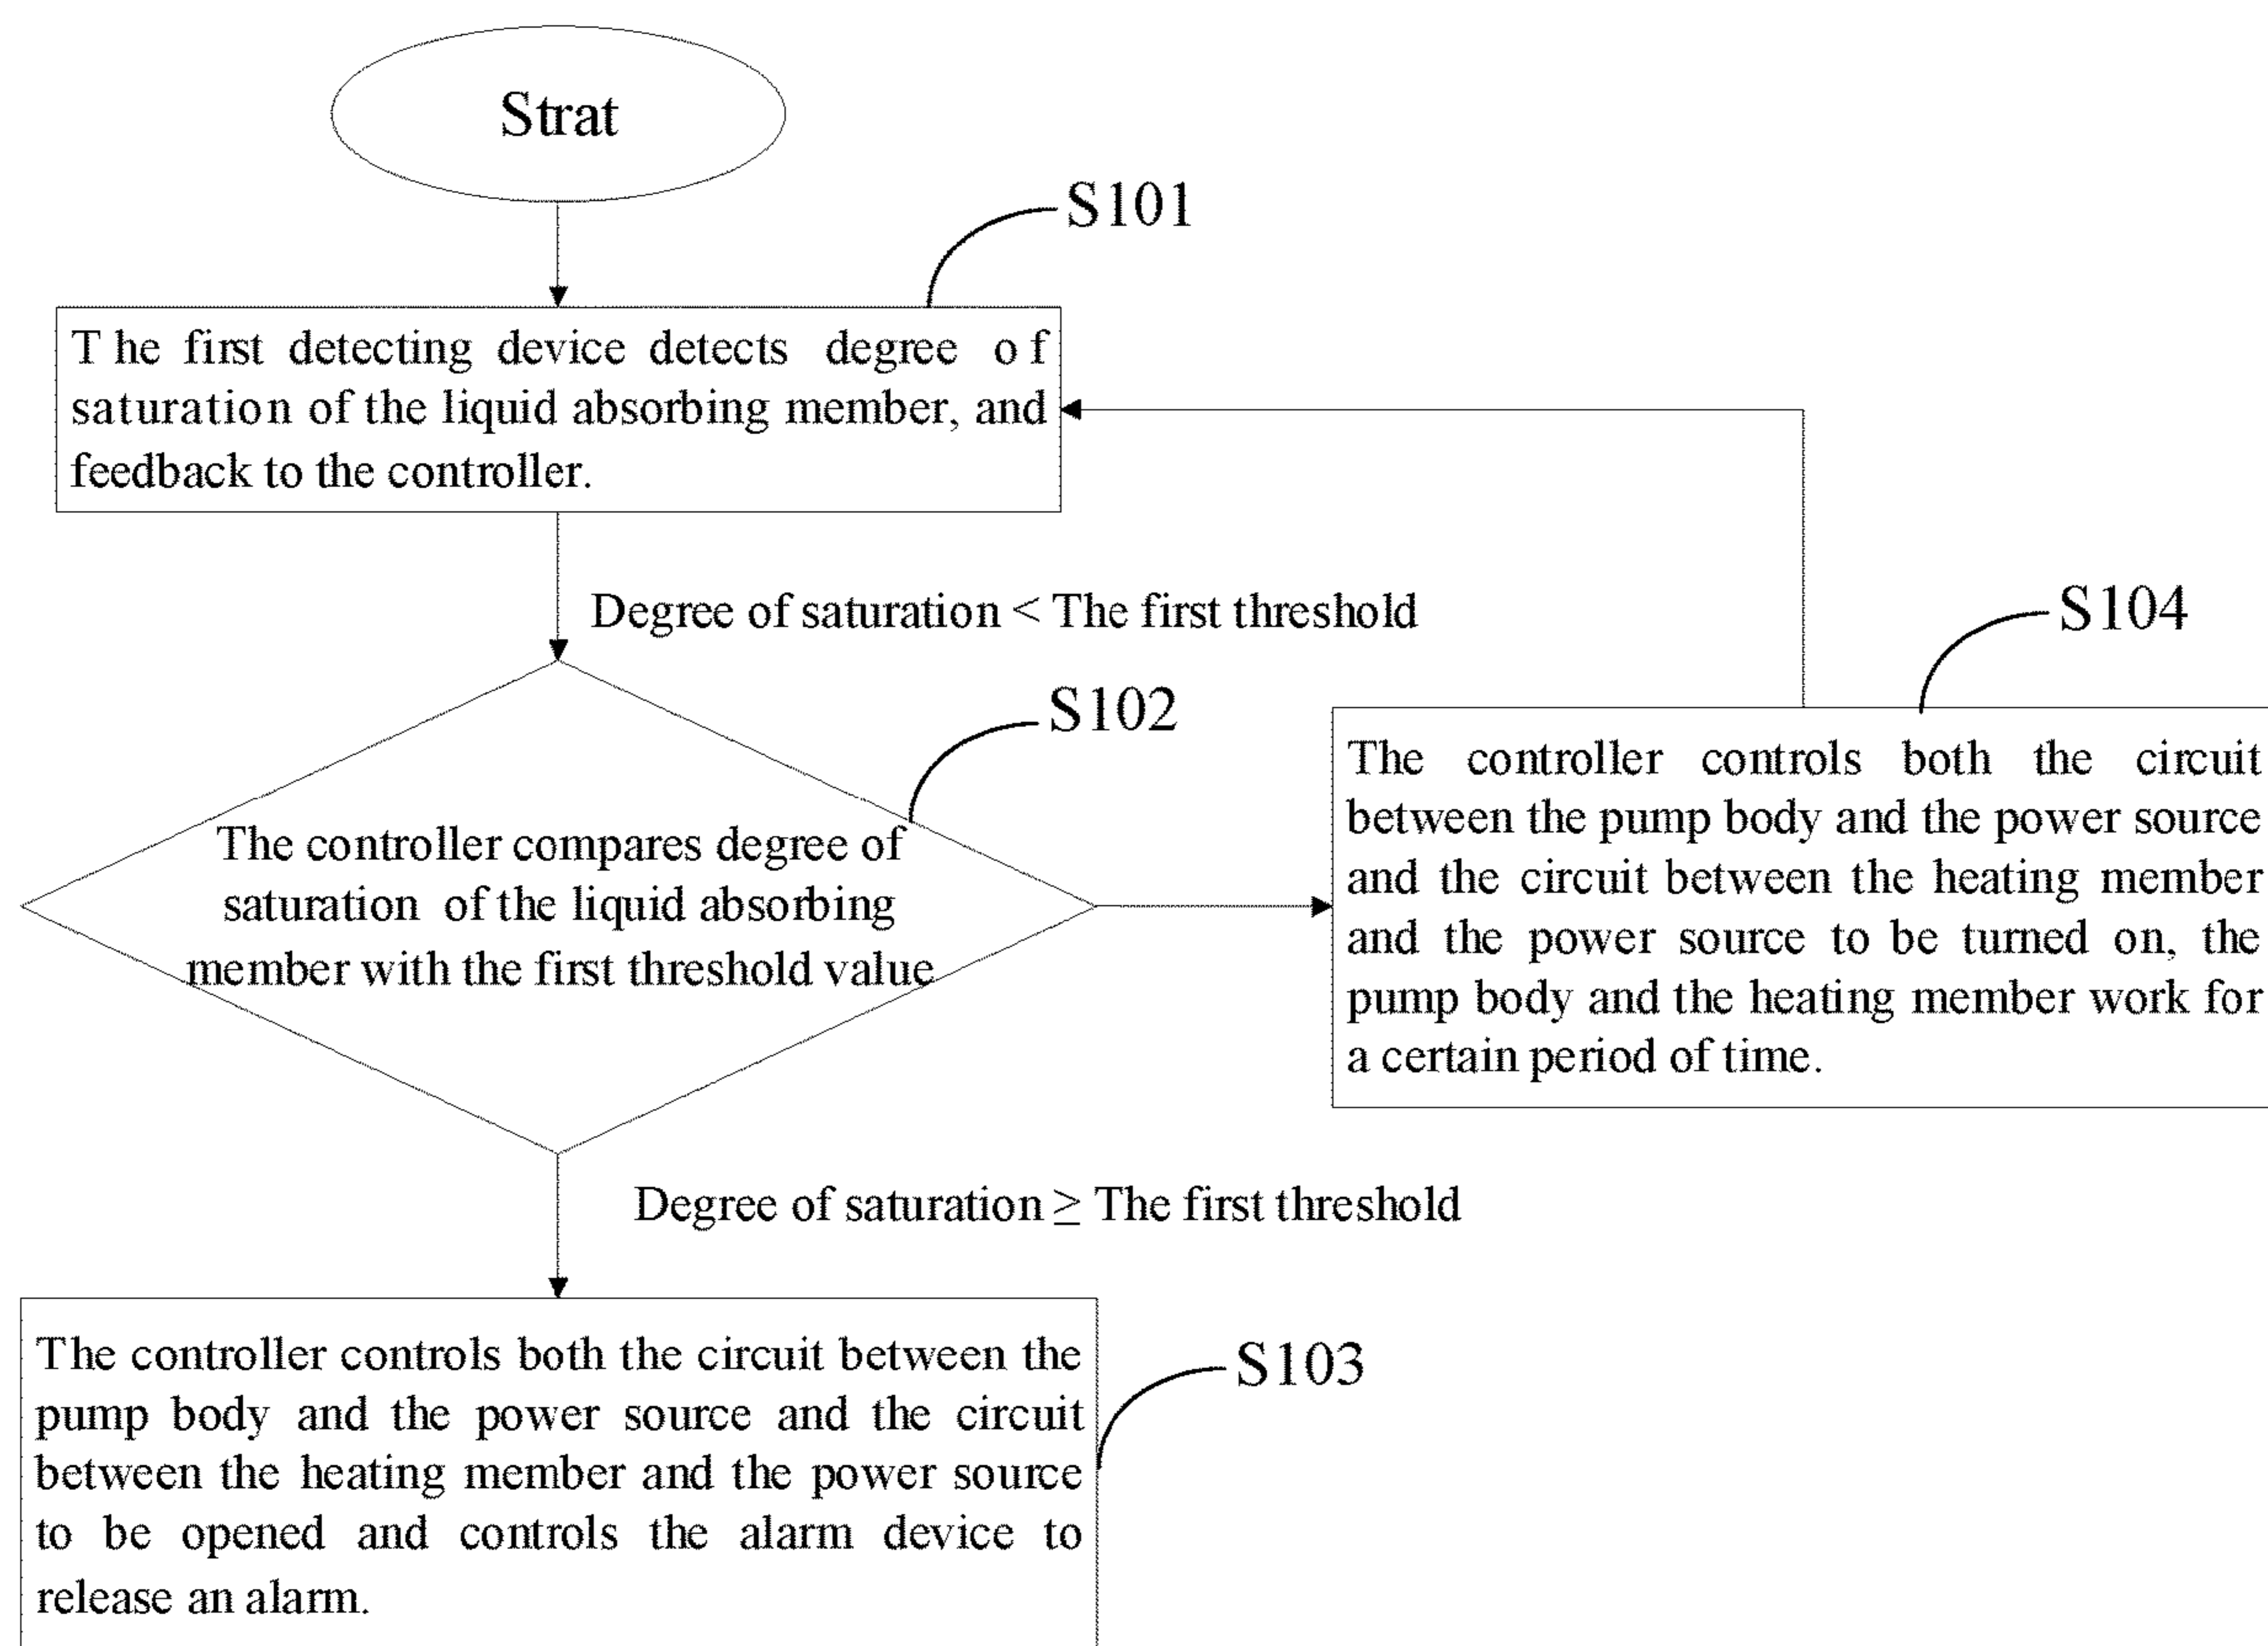 Strat
S101
T he first detecting device detects degree o f
saturation of the liquid absorbing member, and
feedback to the controller.
Degree of saturation < The first threshold
S104
S102
The controller compares degree of
saturation of the liquid absorbing
member with the first threshold value
The controller controls both the circuit
between the pump body and the power source
and the circuit between the heating member
and the power source to be turned on, the
pump body and the heating member work for
a certain period of time.
Degree of saturation ≥ The first threshold
S103
The controller controls both the circuit between the
pump body and the power source and the circuit
between the heating member and the power source
to be opened and controls the alarm device to
release an alarm.